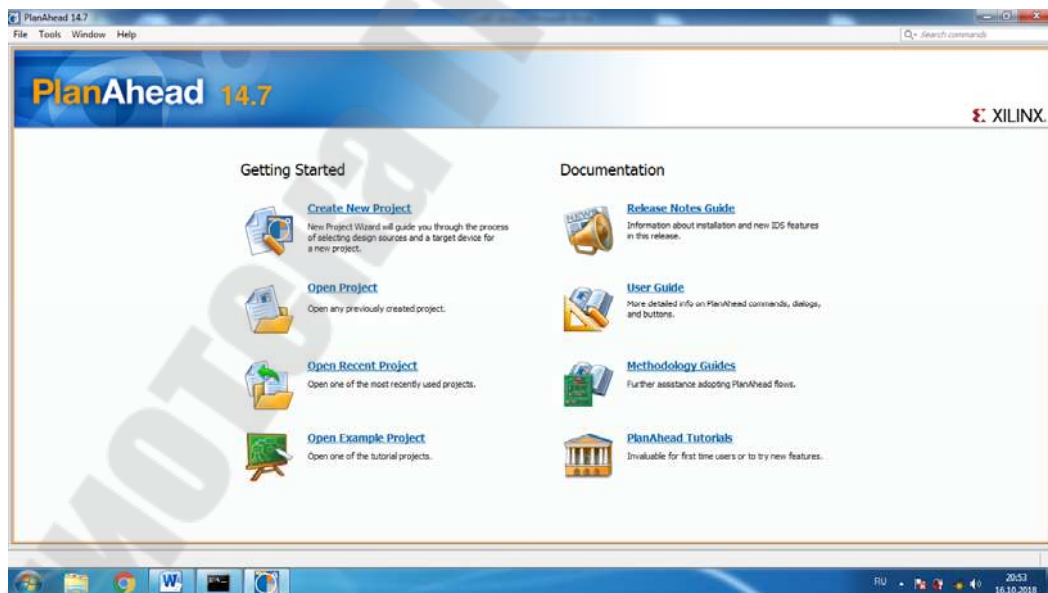 PlanAhead 14.7
File Tools Window Help
Search commands
PlanAhead 14.7
XILINX
Getting Started
Create New Project
New Project Wizard will guide you through the process
of selecting design sources and a target device for
a new project.
Open Project
Open any previously created project.
Open Recent Project
Open one of the most recently used projects.
Open Example Project
Open one of the tutorial projects.
Documentation
Release Notes Guide
Information about installation and new IDS features
in this release.
User Guide
More detailed info on PlanAhead commands, dialogs,
and buttons.
Methodology Guides
Further assistance adopting PlanAhead flows.
PlanAhead Tutorials
Invaluable for first time users or to try new features.
RU
20:53
16.10.2018